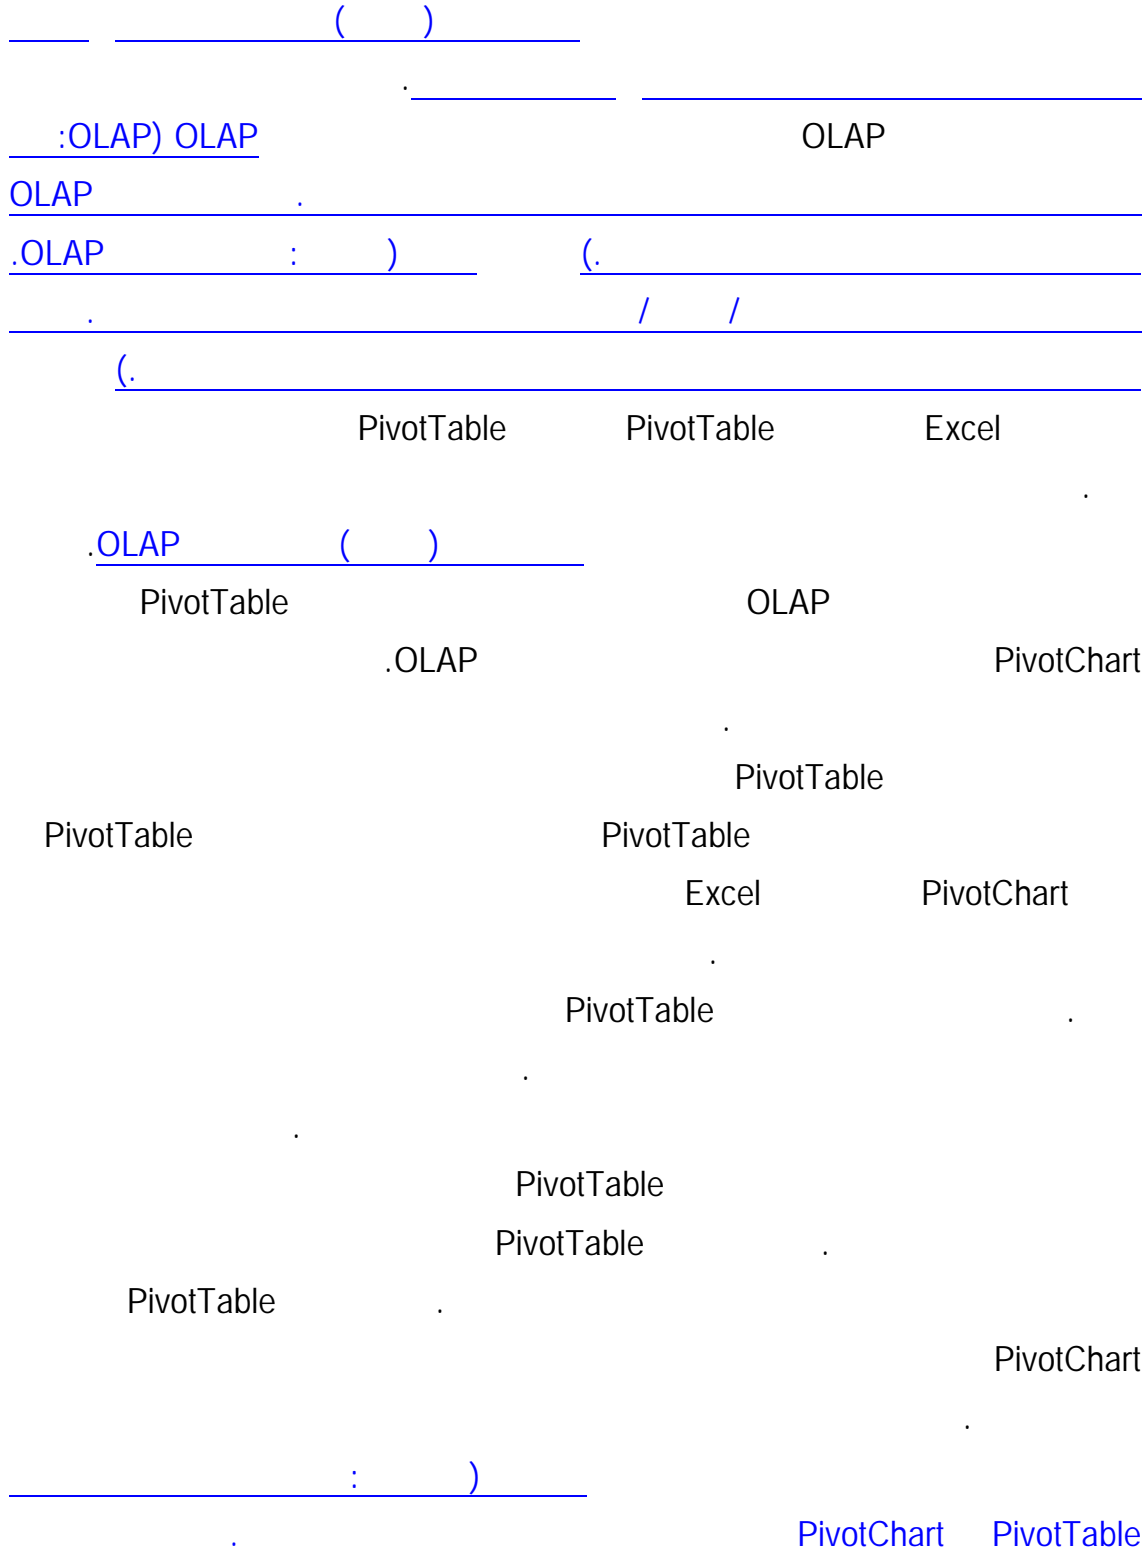 ( )
.
OLAP :OLAP) OLAP
. OLAP
(. ) : .OLAP
/ / .
(.
Excel PivotTable PivotTable
.
( ) OLAP.
OLAP PivotTable
PivotChart .OLAP
.
PivotTable
PivotTable PivotTable
PivotChart Excel
.
. PivotTable
.
.
PivotTable
. PivotTable
. PivotTable
PivotChart
.
) :
PivotTable PivotChart .